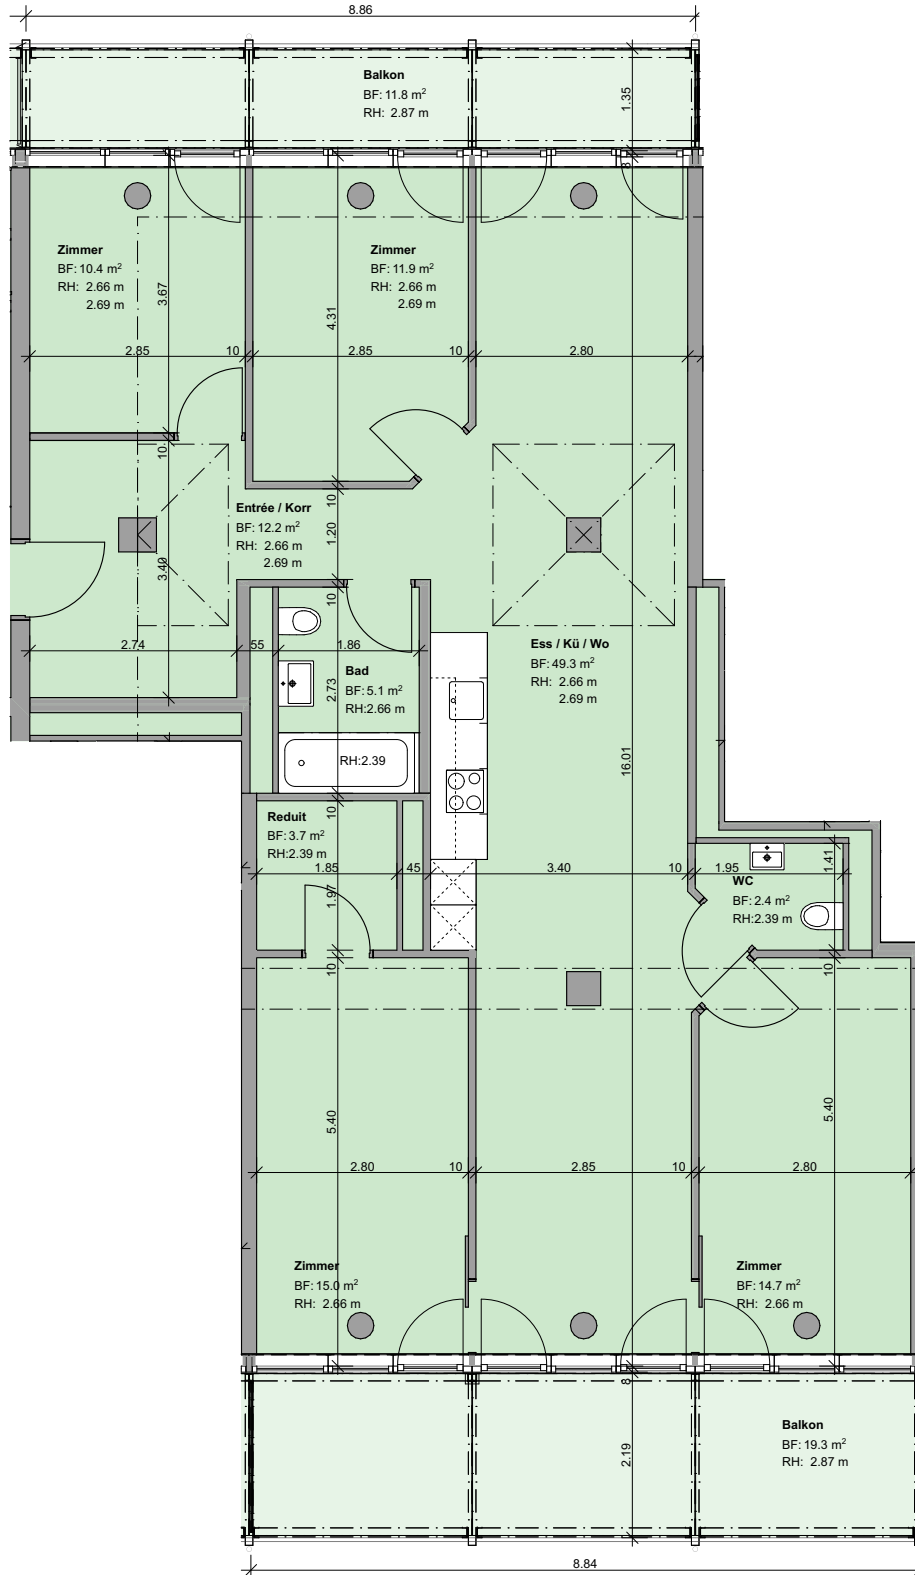 8.86
Balkon
BF: 11.8 m²
RH: 2.87 m
1.35
8
Zimmer
BF: 10.4 m²
RH: 2.66 m
2.69 m
3.67
Zimmer
BF: 11.9 m²
RH: 2.66 m
2.69 m
4.31
2.85
10
2.85
10
2.80
10
Entrée / Korr
BF: 12.2 m²
RH: 2.66 m
2.69 m
10
1.20
3.40
10
2.74
55
1.86
Bad
BF: 5.1 m²
RH:2.66 m
2.73
RH:2.39
Ess / Kü / Wo
BF: 49.3 m²
RH: 2.66 m
2.69 m
16.01
Reduit
BF: 3.7 m²
RH:2.39 m
10
1.85
45
3.40
10
1.95
1.97
1.41
WC
BF: 2.4 m²
RH:2.39 m
10
10
5.40
5.40
2.80
10
2.85
10
2.80
Zimmer
BF: 15.0 m²
RH: 2.66 m
Zimmer
BF: 14.7 m²
RH: 2.66 m
8
2.19
Balkon
BF: 19.3 m²
RH: 2.87 m
8.84